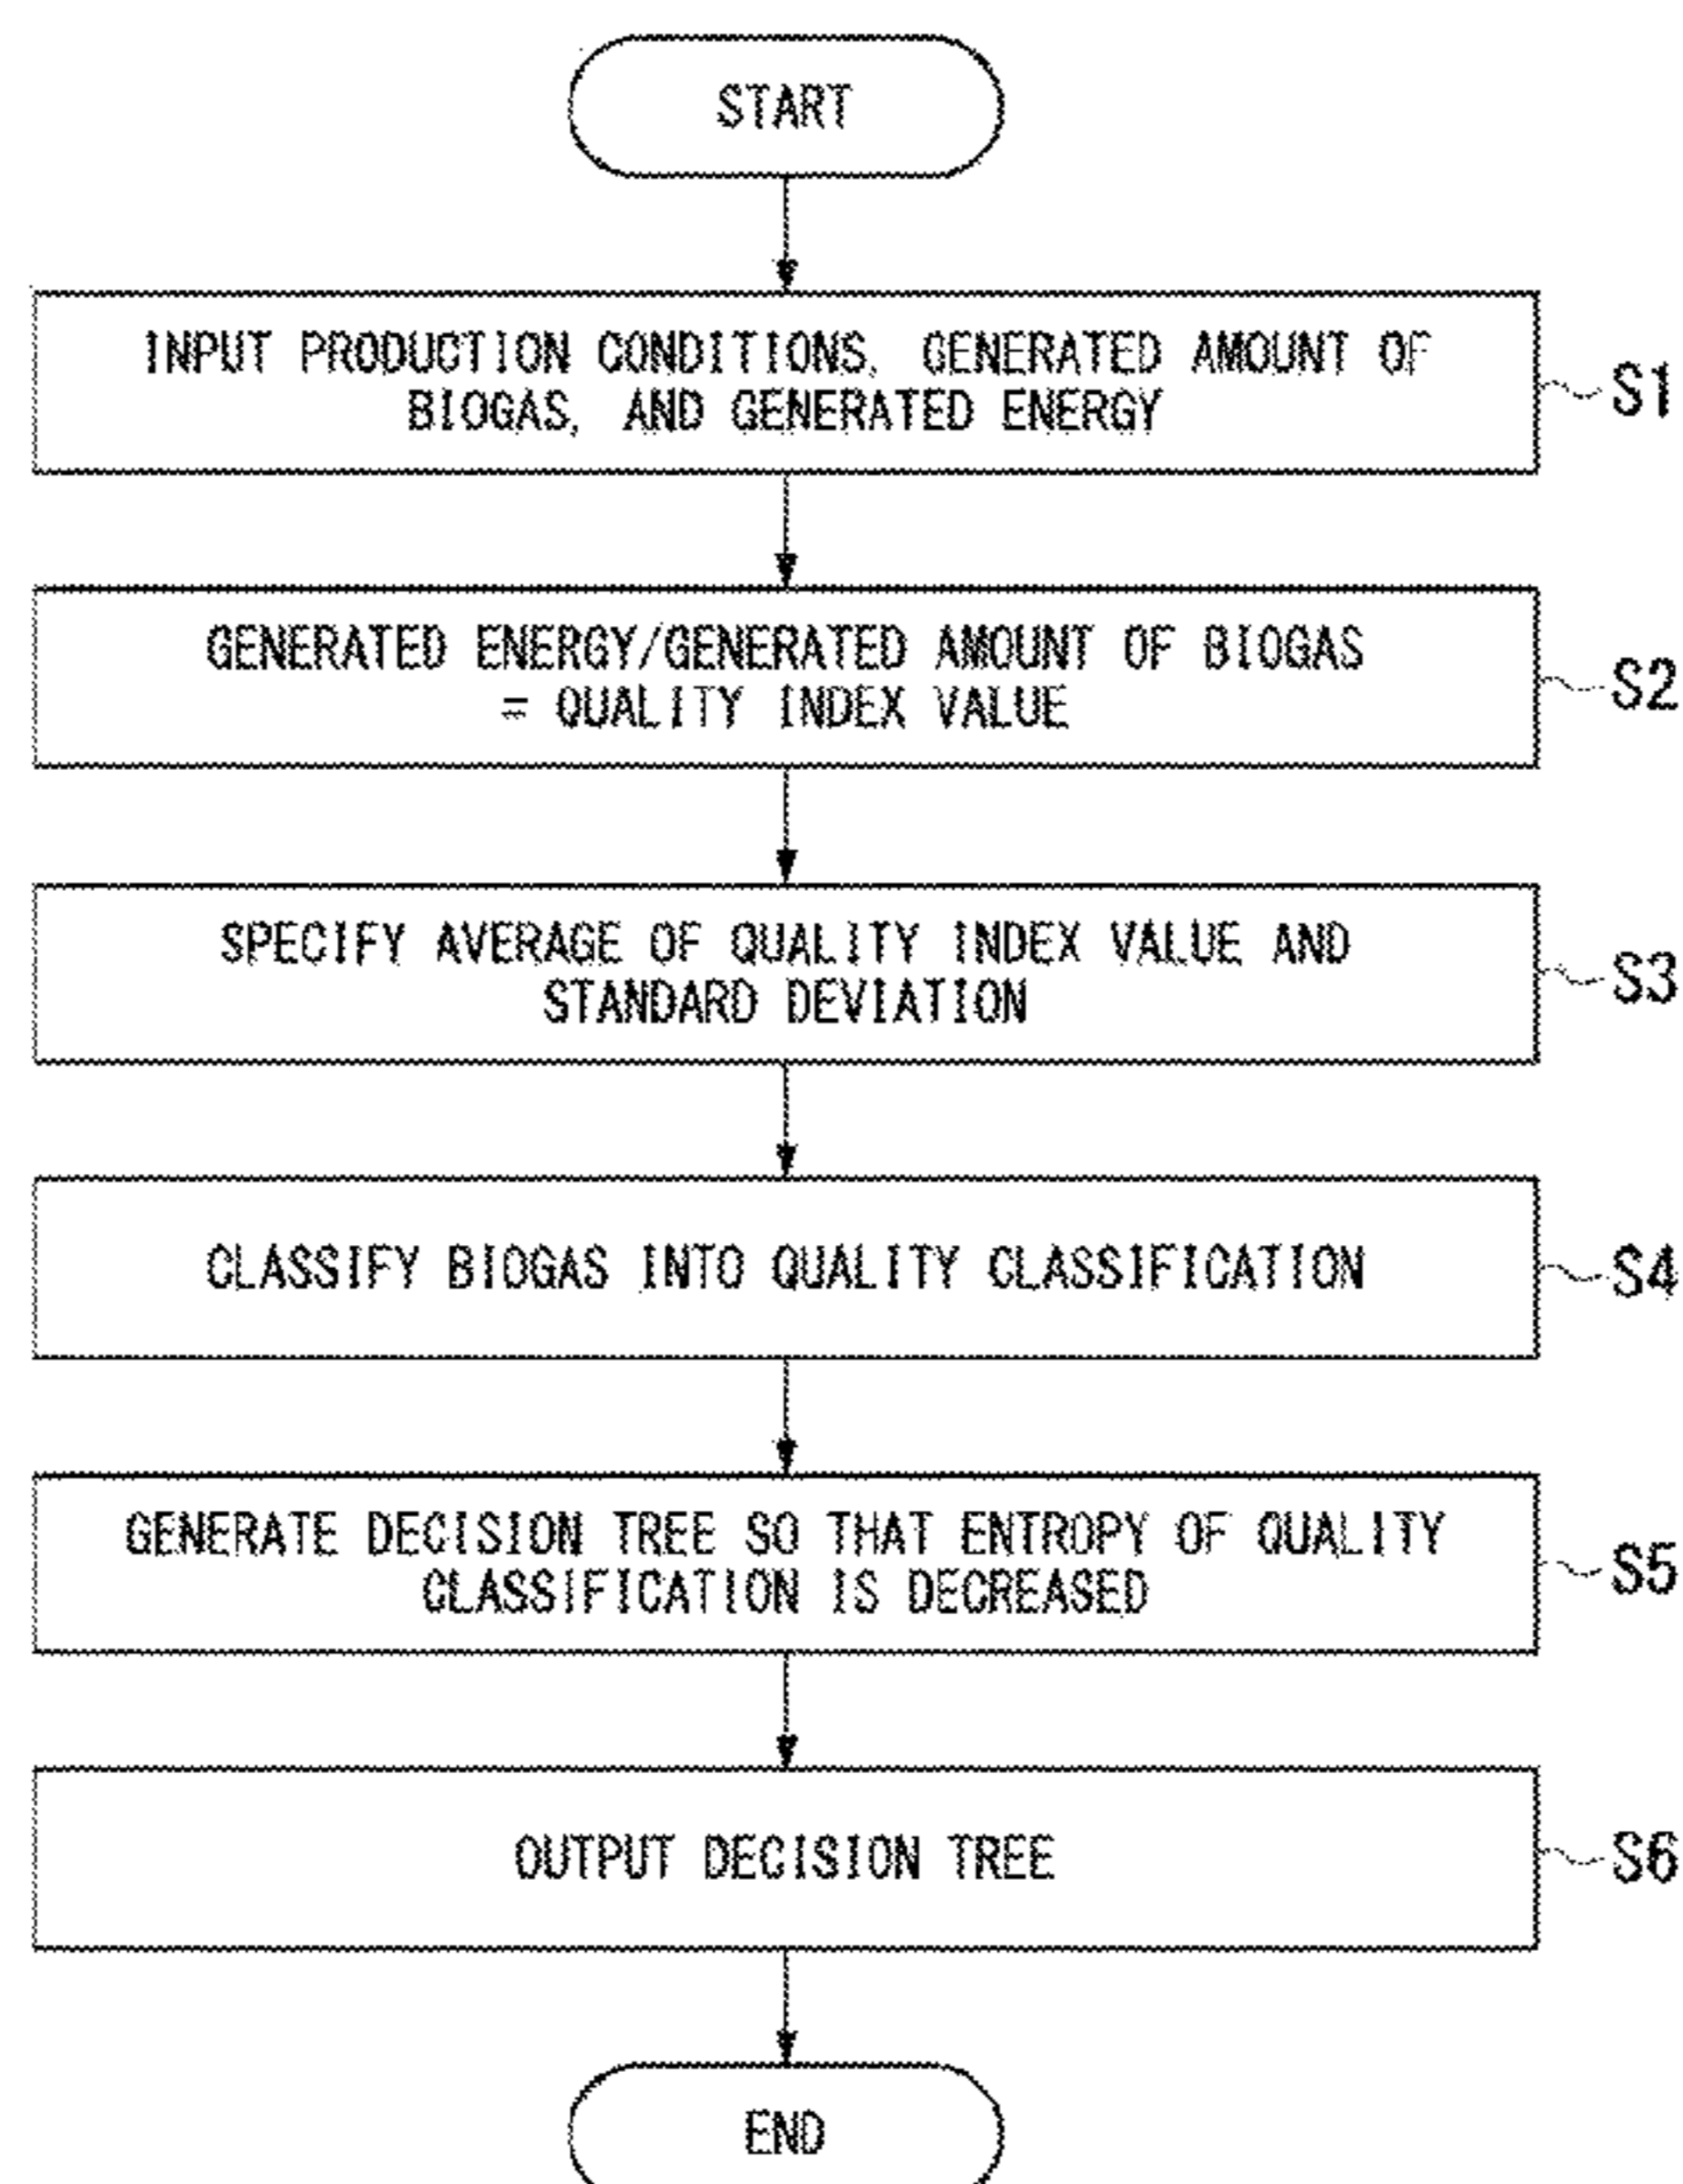 START
INPUT PRODUCTION CONDITIONS, GENERATED AMOUNT OF
BIOGAS, AND GENERATED ENERGY
S1
GENERATED ENERGY/GENERATED AMOUNT OF BIOGAS
= QUALITY INDEX VALUE
S2
SPECIFY AVERAGE OF QUALITY INDEX VALUE AND
STANDARD DEVIATION
S3
CLASSIFY BIOGAS INTO QUALITY CLASSIFICATION
S4
GENERATE DECISION TREE SO THAT ENTROPY OF QUALITY
CLASSIFICATION IS DECREASED
S5
OUTPUT DECISION TREE
S6
END